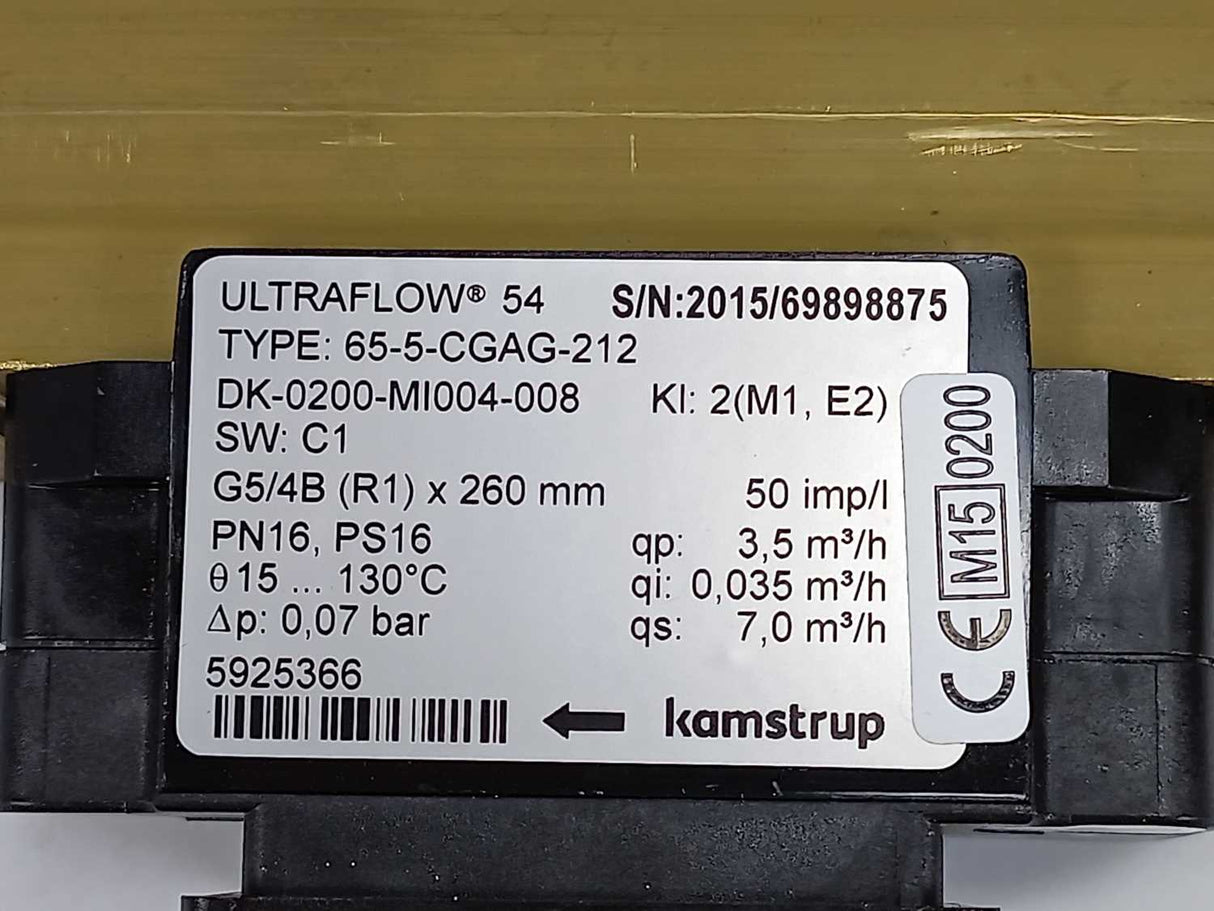 ULTRAFLOW® 54 S/N:2015/69898875
TYPE: 65-5-CGAG-212
DK-0200-MI004-008 KI: 2(M1, E2)
SW: C1
G5/4B (R1) x 260 mm 50 imp/l
PN16, PS16 qp: 3,5 m³/h
θ 15 ... 130°C qi: 0,035 m³/h
Δp: 0,07 bar qs: 7,0 m³/h
5925366
kamstrup
CE M15 0200